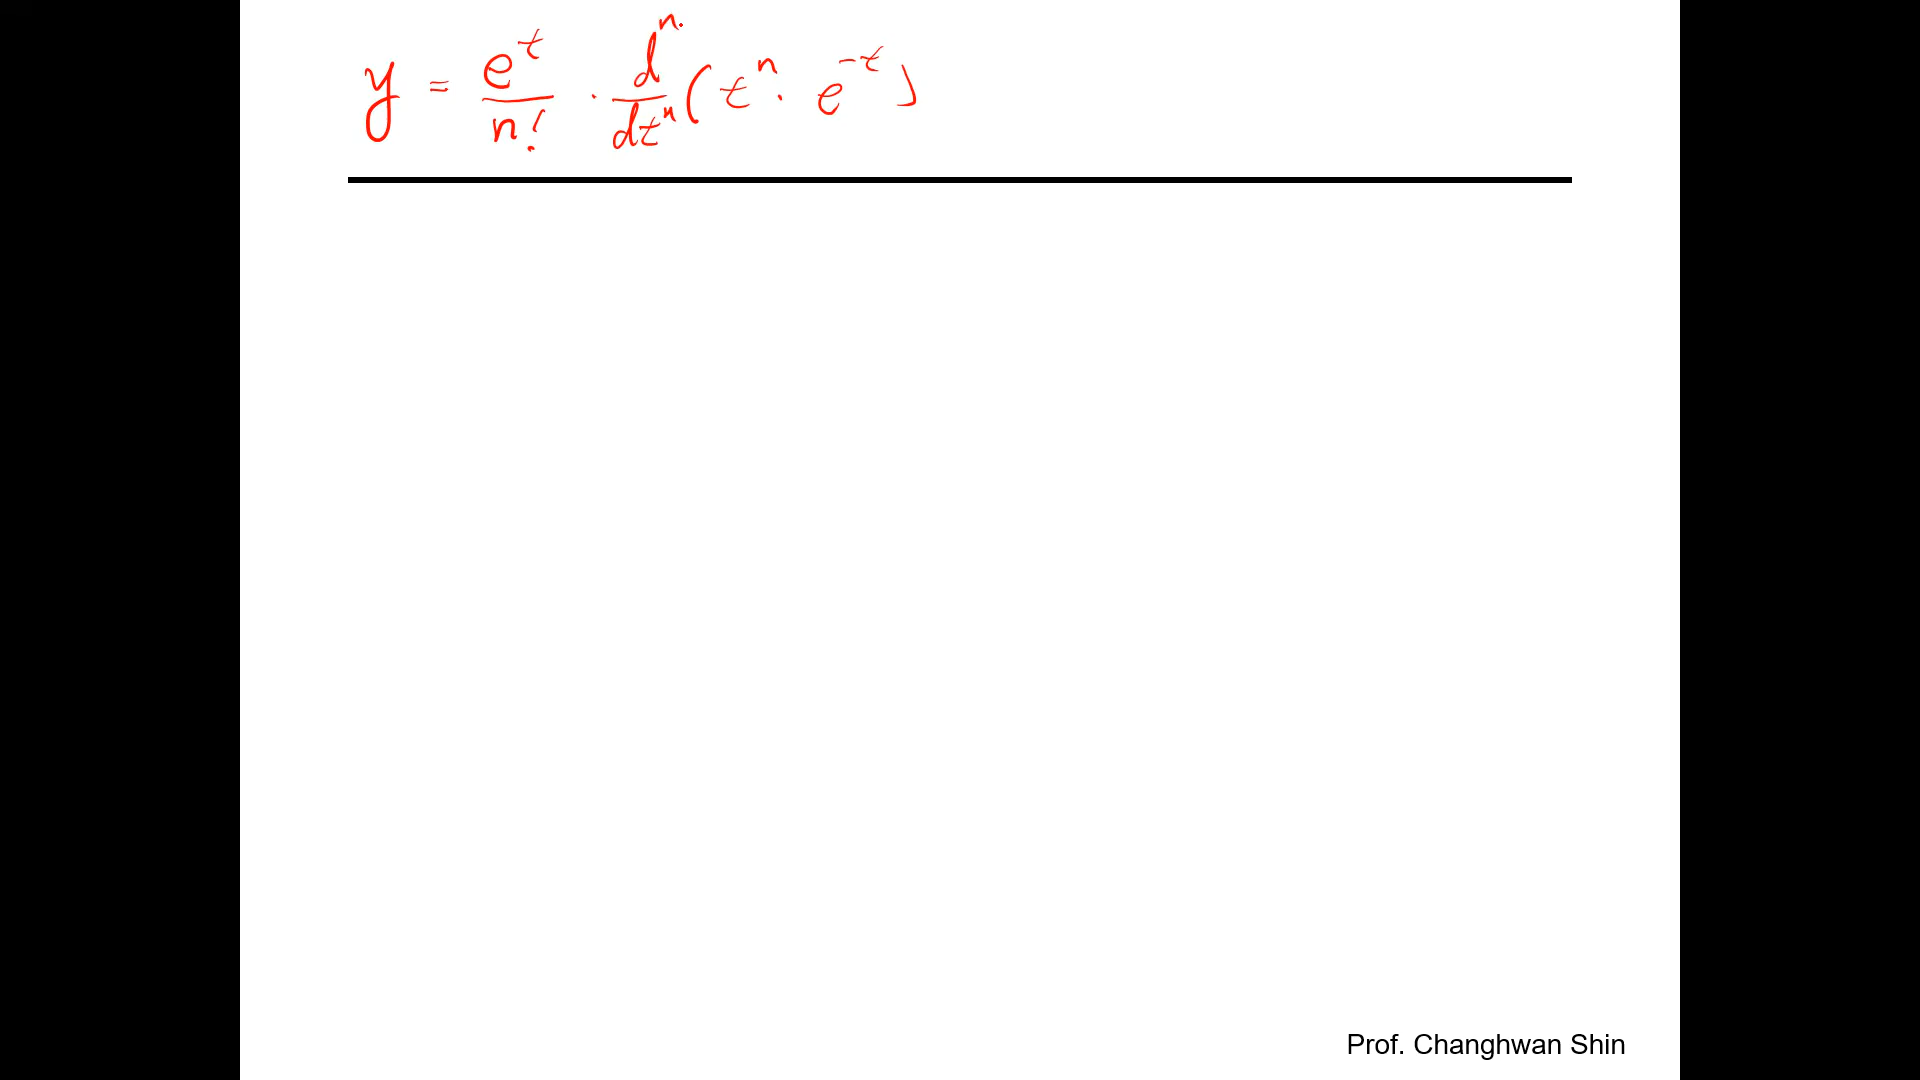 y = e^t / n! · d^n / dt^n ( t^n · e^-t )
Prof. Changhwan Shin